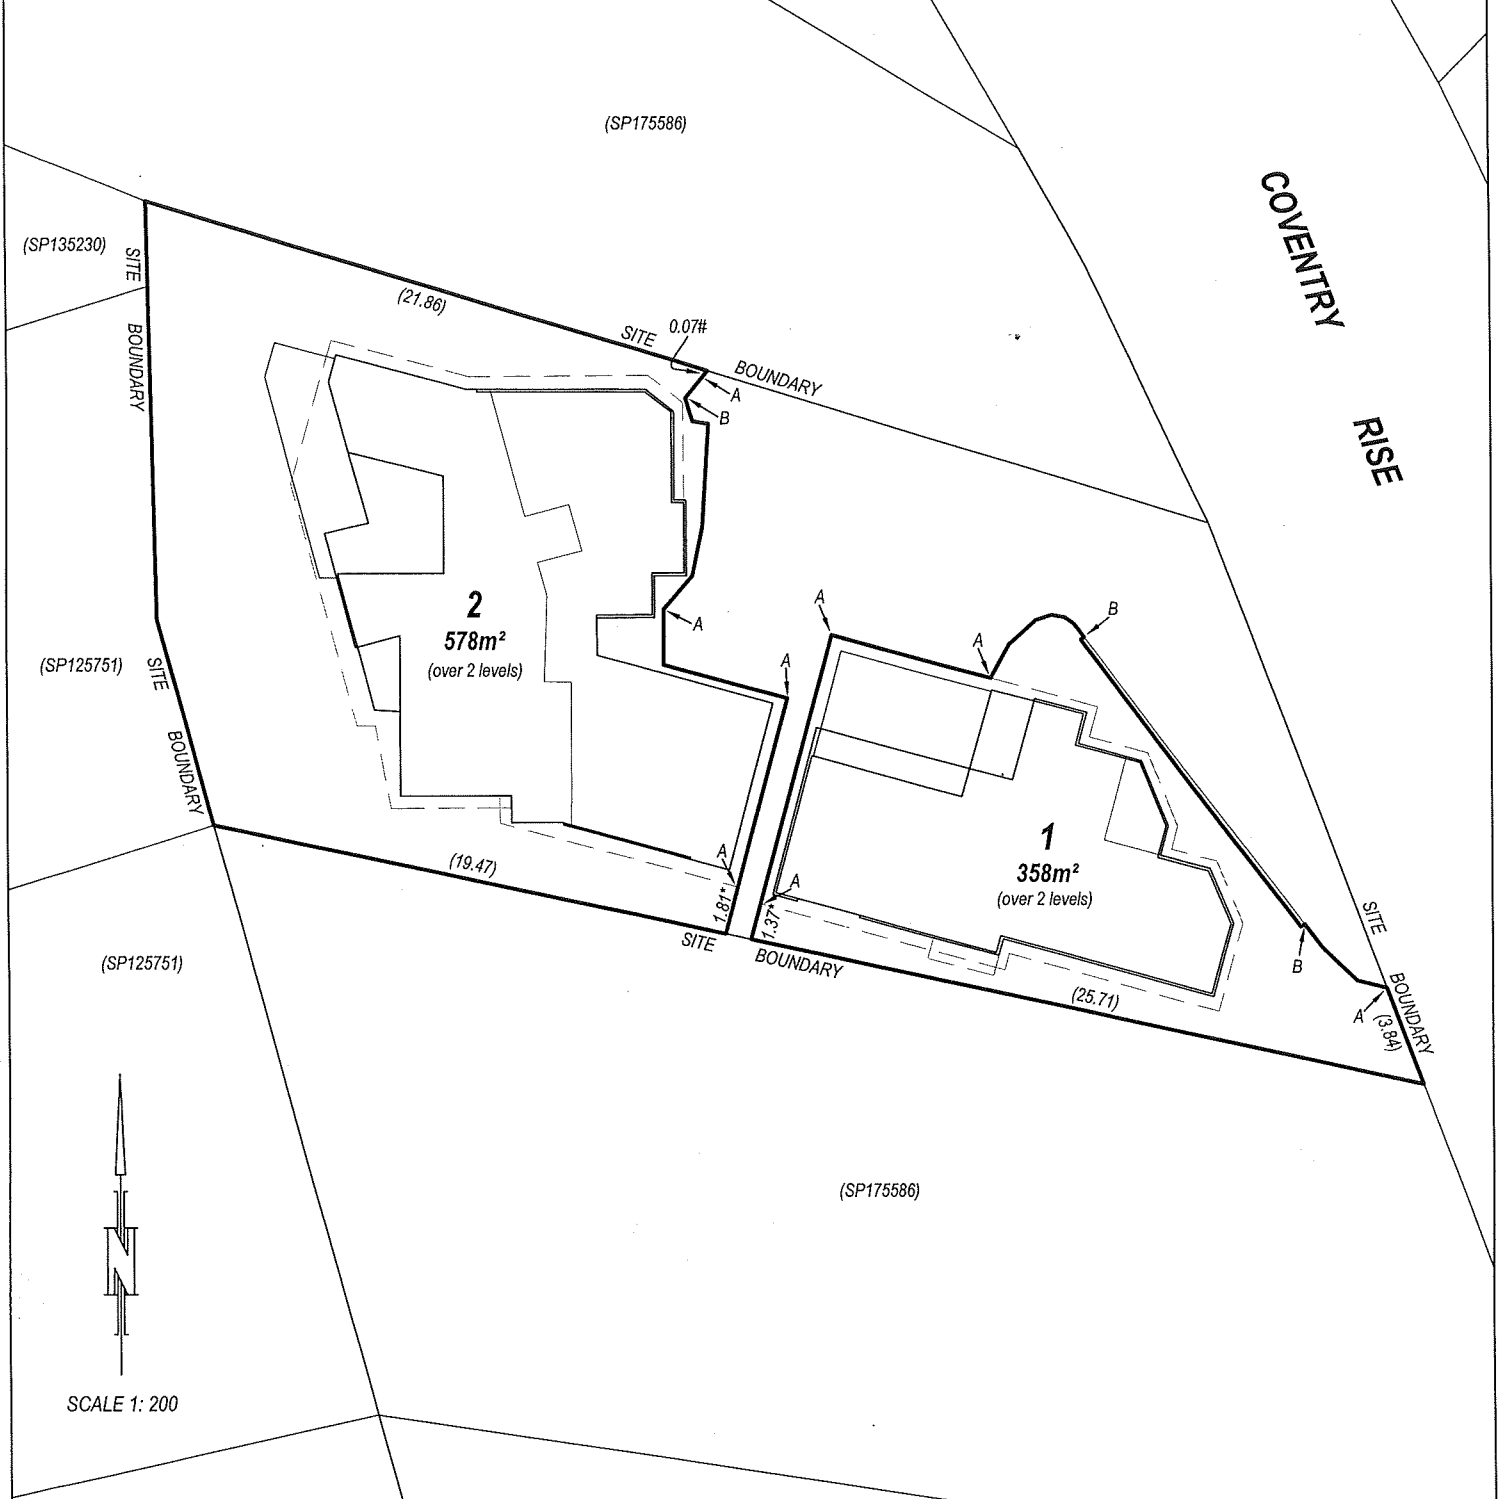 (SP175586)
COVENTRY
RISE
(SP135230)
SITE
BOUNDARY
(21.86)
SITE
0.07#
BOUNDARY
A
B
2
578m²
(over 2 levels)
A
A
A
A
B
(SP125751)
SITE
BOUNDARY
1
358m²
(over 2 levels)
(19.47)
A
1.81*
A
1.37*
SITE
BOUNDARY
(25.71)
B
SITE
BOUNDARY
A
(3.84)
(SP125751)
(SP175586)
N
SCALE 1: 200